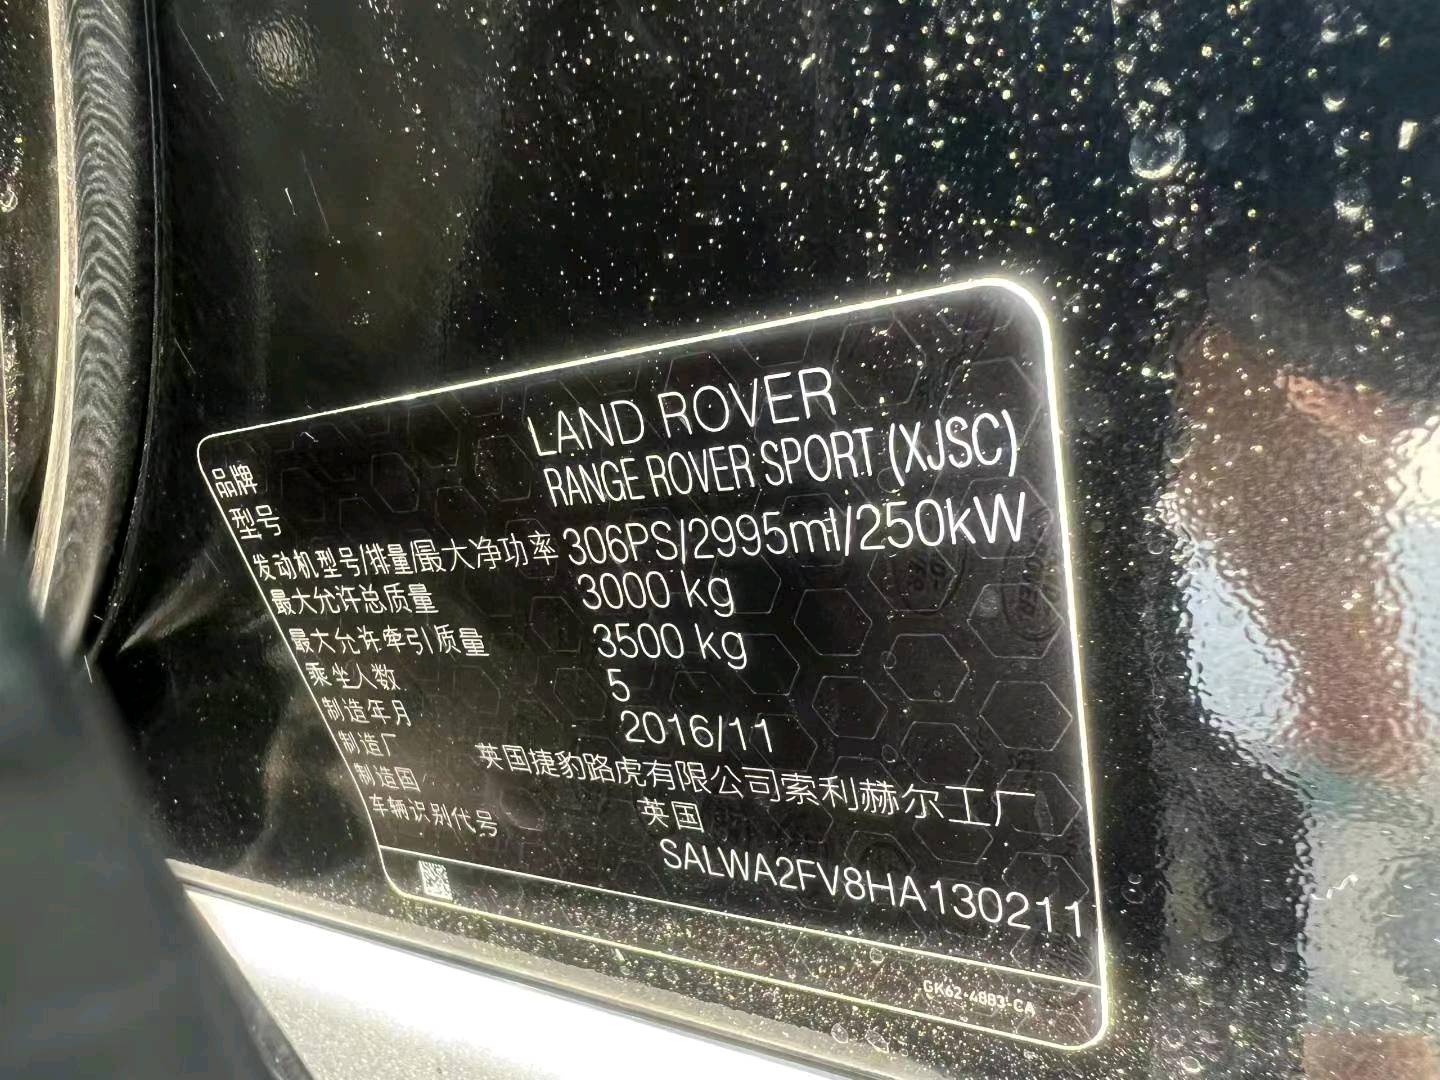 品牌 LAND ROVER
型号 RANGE ROVER SPORT (XJSC)
发动机型号/排量/最大净功率 306PS/2995ml/250kW
最大允许总质量 3000 kg
最大允许牵引质量 3500 kg
乘坐人数 5
制造年月 2016/11
制造厂 英国捷豹路虎有限公司索利赫尔工厂
制造国 英国
车辆识别代号 SALWA2FV8HA130211
GK62-4883-CA